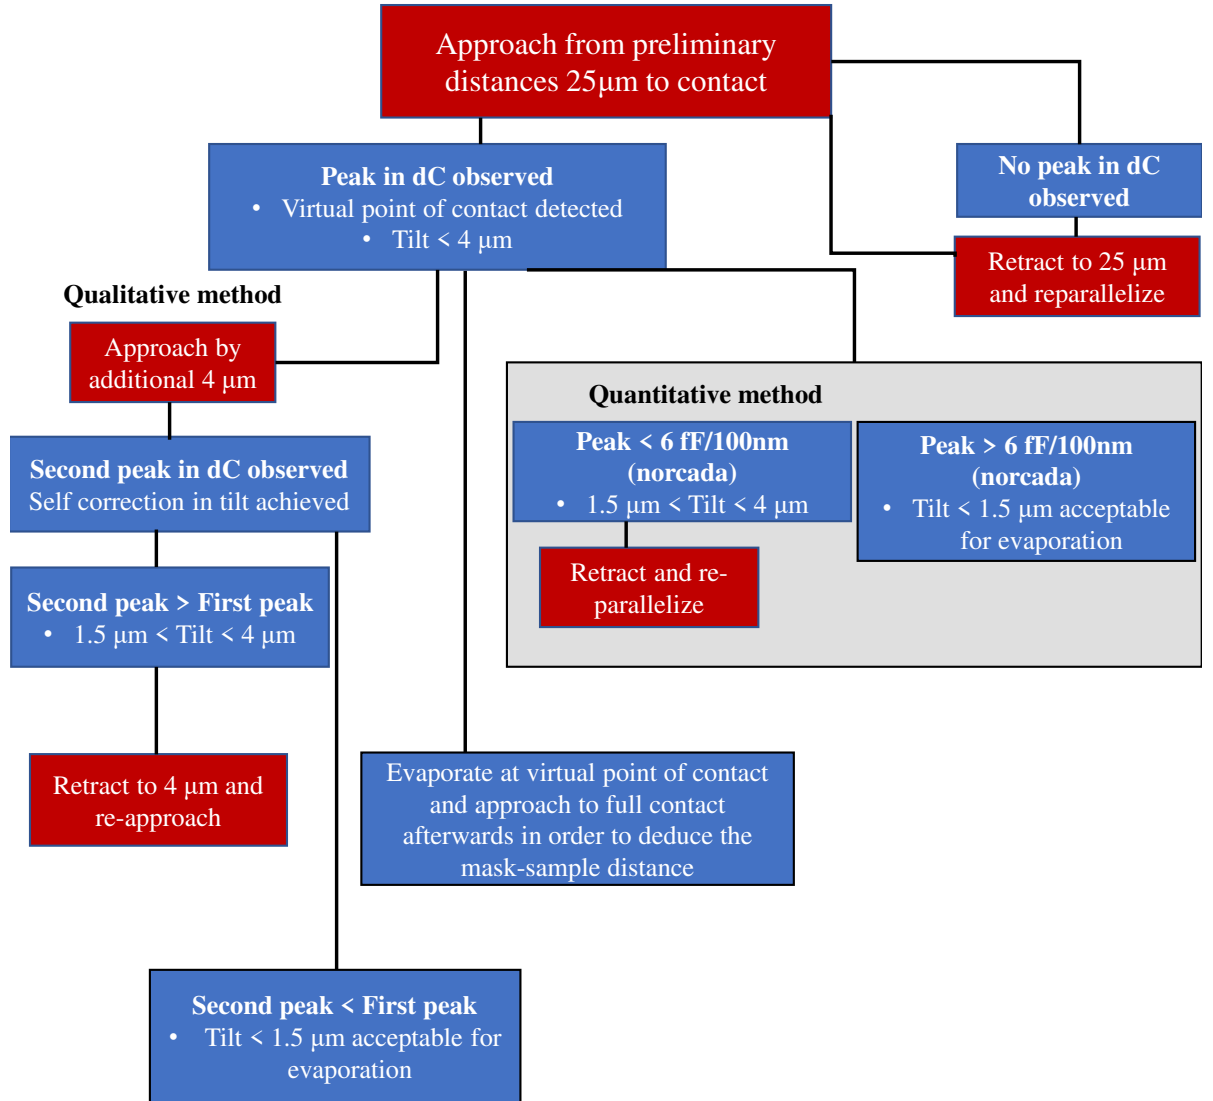 Approach from preliminary
distances 25μm to contact
Peak in dC observed
• Virtual point of contact detected
• Tilt < 4 μm
No peak in dC
observed
Retract to 25 μm
and reparallelize
Qualitative method
Approach by
additional 4 μm
Second peak in dC observed
Self correction in tilt achieved
Second peak > First peak
• 1.5 μm < Tilt < 4 μm
Retract to 4 μm and
re-approach
Quantitative method
Peak < 6 fF/100nm
(norcada)
• 1.5 μm < Tilt < 4 μm
Retract and re-
parallelize
Peak > 6 fF/100nm
(norcada)
• Tilt < 1.5 μm acceptable
for evaporation
Evaporate at virtual point of contact
and approach to full contact
afterwards in order to deduce the
mask-sample distance
Second peak < First peak
• Tilt < 1.5 μm acceptable for
evaporation